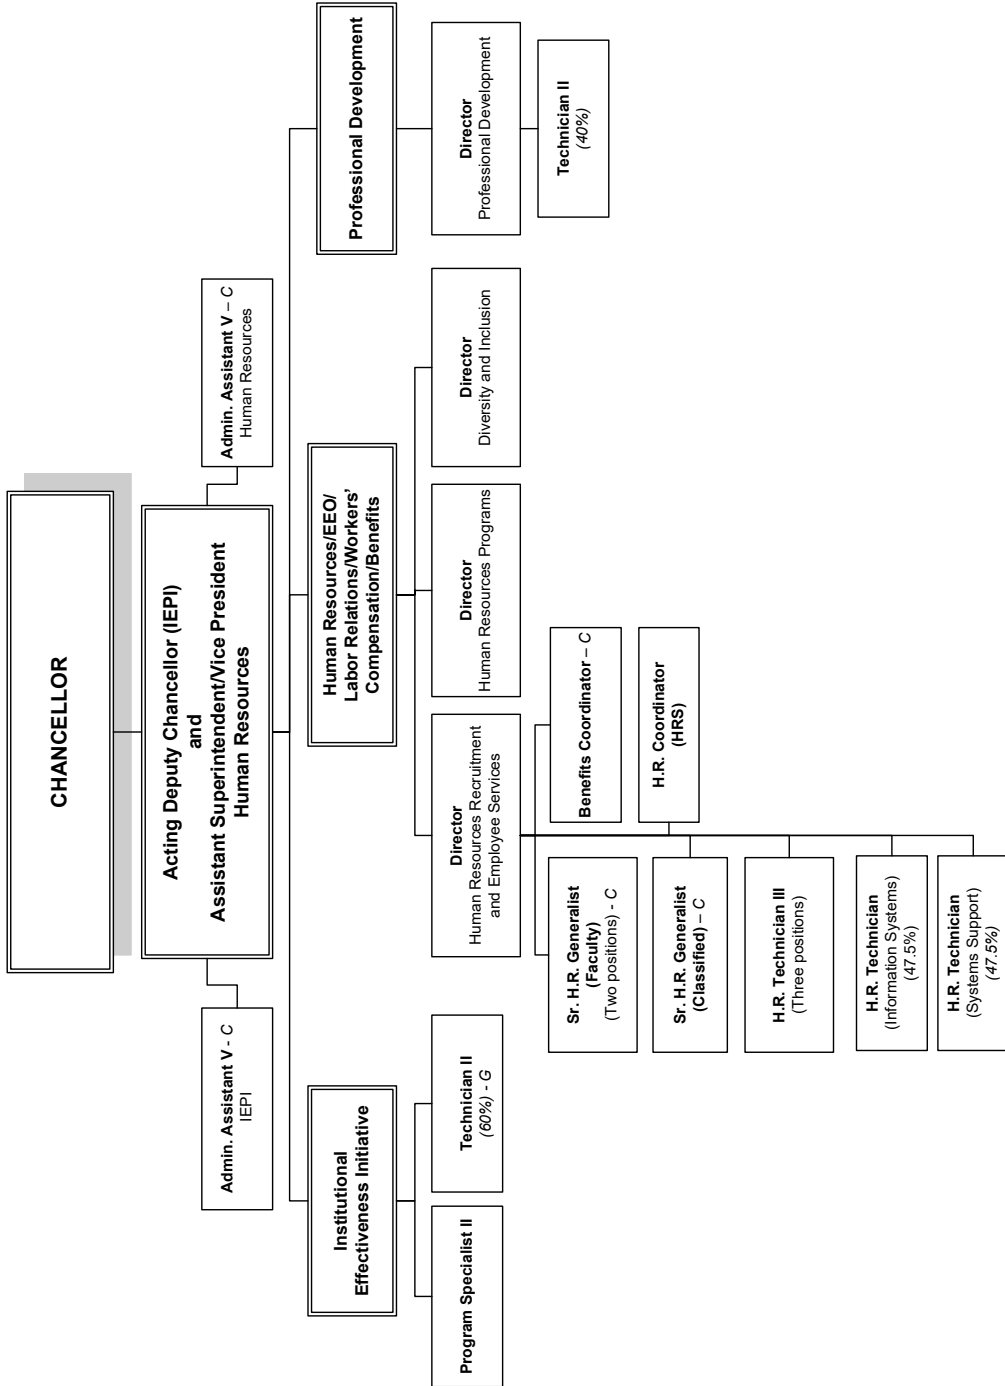 CHANCELLOR
Acting Deputy Chancellor (IEPI)
and
Assistant Superintendent/Vice President
Human Resources
Admin. Assistant V - C
IEPI
Admin. Assistant V – C
Human Resources
Institutional
Effectiveness Initiative
Human Resources/EEO/
Labor Relations/Workers’
Compensation/Benefits
Professional Development
Program Specialist II
Technician II
(60%) - G
Director
Human Resources Recruitment
and Employee Services
Director
Human Resources Programs
Director
Diversity and Inclusion
Director
Professional Development
Technician II
(40%)
Sr. H.R. Generalist
(Faculty)
(Two positions) - C
Benefits Coordinator – C
Sr. H.R. Generalist
(Classified) – C
H.R. Coordinator
(HRS)
H.R. Technician III
(Three positions)
H.R. Technician
(Information Systems)
(47.5%)
H.R. Technician
(Systems Support)
(47.5%)